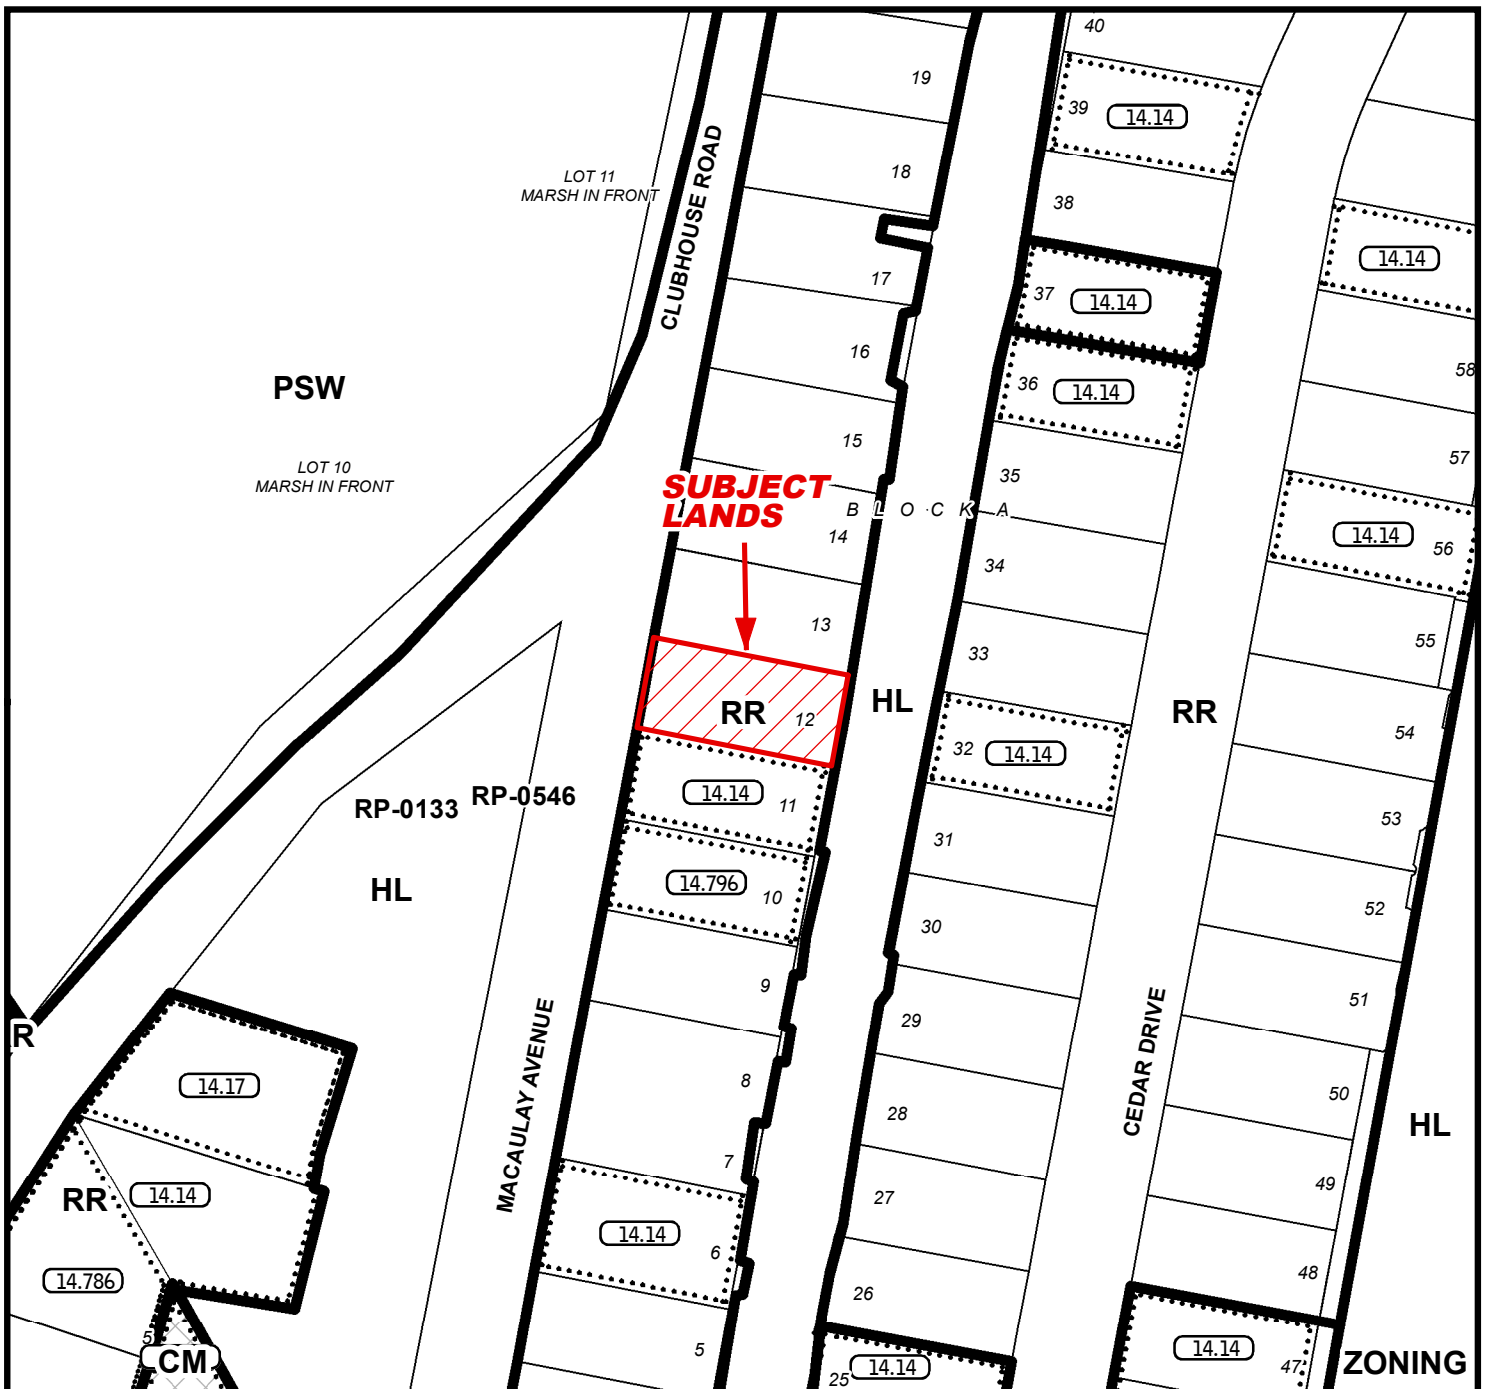 40
19
39
14.14
18
LOT 11
MARSH IN FRONT
CLUBHOUSE ROAD
38
14.14
17
37
14.14
16
36
14.14
58
PSW
15
57
LOT 10
MARSH IN FRONT
35
SUBJECT
LANDS
BLOCK A
14
14.14
56
34
13
55
33
RR
12
HL
RR
54
32
14.14
RP-0133
RP-0546
14.14
11
53
31
HL
14.796
10
52
30
9
51
R
29
MACAULAY AVENUE
CEDAR DRIVE
14.17
8
50
28
HL
7
49
RR
14.14
27
14.14
6
48
14.786
26
5
CM
5
25
14.14
14.14
47
ZONING